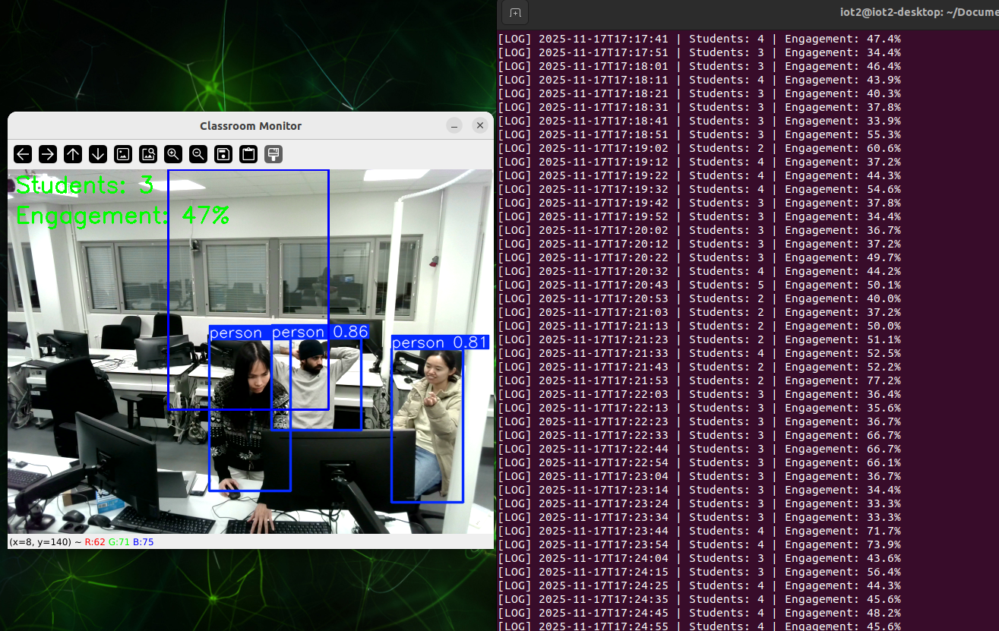 iot2@iot2-desktop: ~/Docume
Classroom Monitor
Students: 3
Engagement: 47%
person
person 0.86
person 0.81
(x=8, y=140) ~ R:62 G:71 B:75
[LOG] 2025-11-17T17:17:41 | Students: 4 | Engagement: 47.4%
[LOG] 2025-11-17T17:17:51 | Students: 3 | Engagement: 34.4%
[LOG] 2025-11-17T17:18:01 | Students: 3 | Engagement: 46.4%
[LOG] 2025-11-17T17:18:11 | Students: 4 | Engagement: 43.9%
[LOG] 2025-11-17T17:18:21 | Students: 3 | Engagement: 40.3%
[LOG] 2025-11-17T17:18:31 | Students: 3 | Engagement: 37.8%
[LOG] 2025-11-17T17:18:41 | Students: 3 | Engagement: 33.9%
[LOG] 2025-11-17T17:18:51 | Students: 3 | Engagement: 55.3%
[LOG] 2025-11-17T17:19:02 | Students: 2 | Engagement: 60.6%
[LOG] 2025-11-17T17:19:12 | Students: 4 | Engagement: 37.2%
[LOG] 2025-11-17T17:19:22 | Students: 4 | Engagement: 44.3%
[LOG] 2025-11-17T17:19:32 | Students: 4 | Engagement: 54.6%
[LOG] 2025-11-17T17:19:42 | Students: 3 | Engagement: 37.8%
[LOG] 2025-11-17T17:19:52 | Students: 3 | Engagement: 34.4%
[LOG] 2025-11-17T17:20:02 | Students: 3 | Engagement: 36.7%
[LOG] 2025-11-17T17:20:12 | Students: 3 | Engagement: 37.2%
[LOG] 2025-11-17T17:20:22 | Students: 3 | Engagement: 49.7%
[LOG] 2025-11-17T17:20:32 | Students: 4 | Engagement: 44.2%
[LOG] 2025-11-17T17:20:43 | Students: 5 | Engagement: 50.1%
[LOG] 2025-11-17T17:20:53 | Students: 2 | Engagement: 40.0%
[LOG] 2025-11-17T17:21:03 | Students: 2 | Engagement: 37.2%
[LOG] 2025-11-17T17:21:13 | Students: 2 | Engagement: 50.0%
[LOG] 2025-11-17T17:21:23 | Students: 2 | Engagement: 51.1%
[LOG] 2025-11-17T17:21:33 | Students: 4 | Engagement: 52.5%
[LOG] 2025-11-17T17:21:43 | Students: 2 | Engagement: 52.2%
[LOG] 2025-11-17T17:21:53 | Students: 2 | Engagement: 77.2%
[LOG] 2025-11-17T17:22:03 | Students: 3 | Engagement: 36.4%
[LOG] 2025-11-17T17:22:13 | Students: 3 | Engagement: 35.6%
[LOG] 2025-11-17T17:22:23 | Students: 3 | Engagement: 36.7%
[LOG] 2025-11-17T17:22:33 | Students: 3 | Engagement: 66.7%
[LOG] 2025-11-17T17:22:44 | Students: 3 | Engagement: 66.7%
[LOG] 2025-11-17T17:22:54 | Students: 3 | Engagement: 66.1%
[LOG] 2025-11-17T17:23:04 | Students: 3 | Engagement: 36.7%
[LOG] 2025-11-17T17:23:14 | Students: 3 | Engagement: 34.4%
[LOG] 2025-11-17T17:23:24 | Students: 3 | Engagement: 33.3%
[LOG] 2025-11-17T17:23:34 | Students: 3 | Engagement: 33.3%
[LOG] 2025-11-17T17:23:44 | Students: 4 | Engagement: 71.7%
[LOG] 2025-11-17T17:23:54 | Students: 4 | Engagement: 73.9%
[LOG] 2025-11-17T17:24:04 | Students: 3 | Engagement: 43.6%
[LOG] 2025-11-17T17:24:15 | Students: 3 | Engagement: 56.4%
[LOG] 2025-11-17T17:24:25 | Students: 4 | Engagement: 44.3%
[LOG] 2025-11-17T17:24:35 | Students: 4 | Engagement: 45.6%
[LOG] 2025-11-17T17:24:45 | Students: 4 | Engagement: 48.2%
[LOG] 2025-11-17T17:24:55 | Students: 4 | Engagement: 45.6%